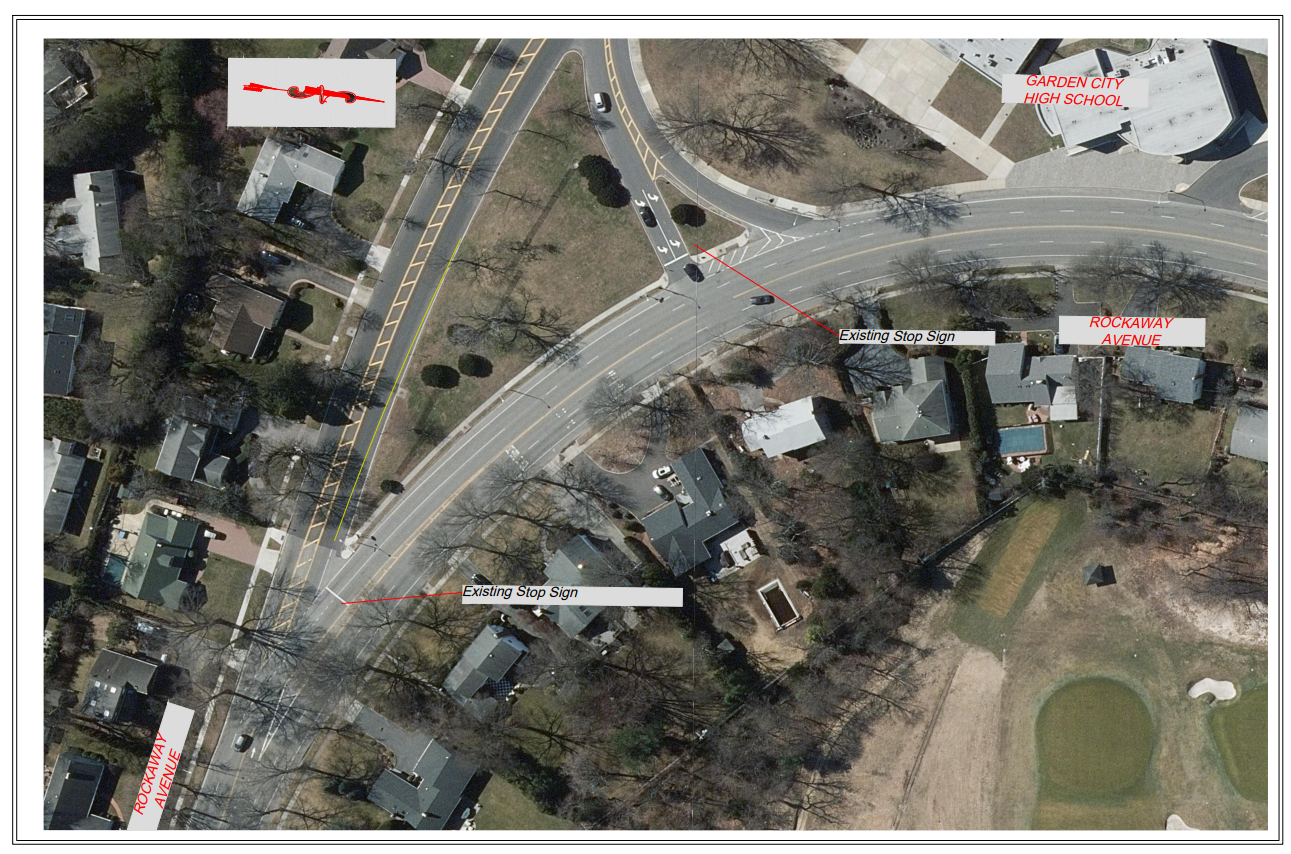 GARDEN CITY
HIGH SCHOOL
ROCKAWAY
AVENUE
Existing Stop Sign
Existing Stop Sign
ROCKAWAY
AVENUE